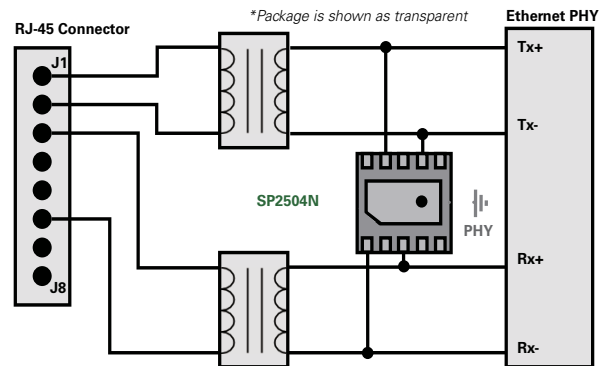 *Package is shown as transparent
Ethernet PHY
RJ-45 Connector
J1
Tx+
Tx-
SP2504N
PHY
Rx+
J8
Rx-